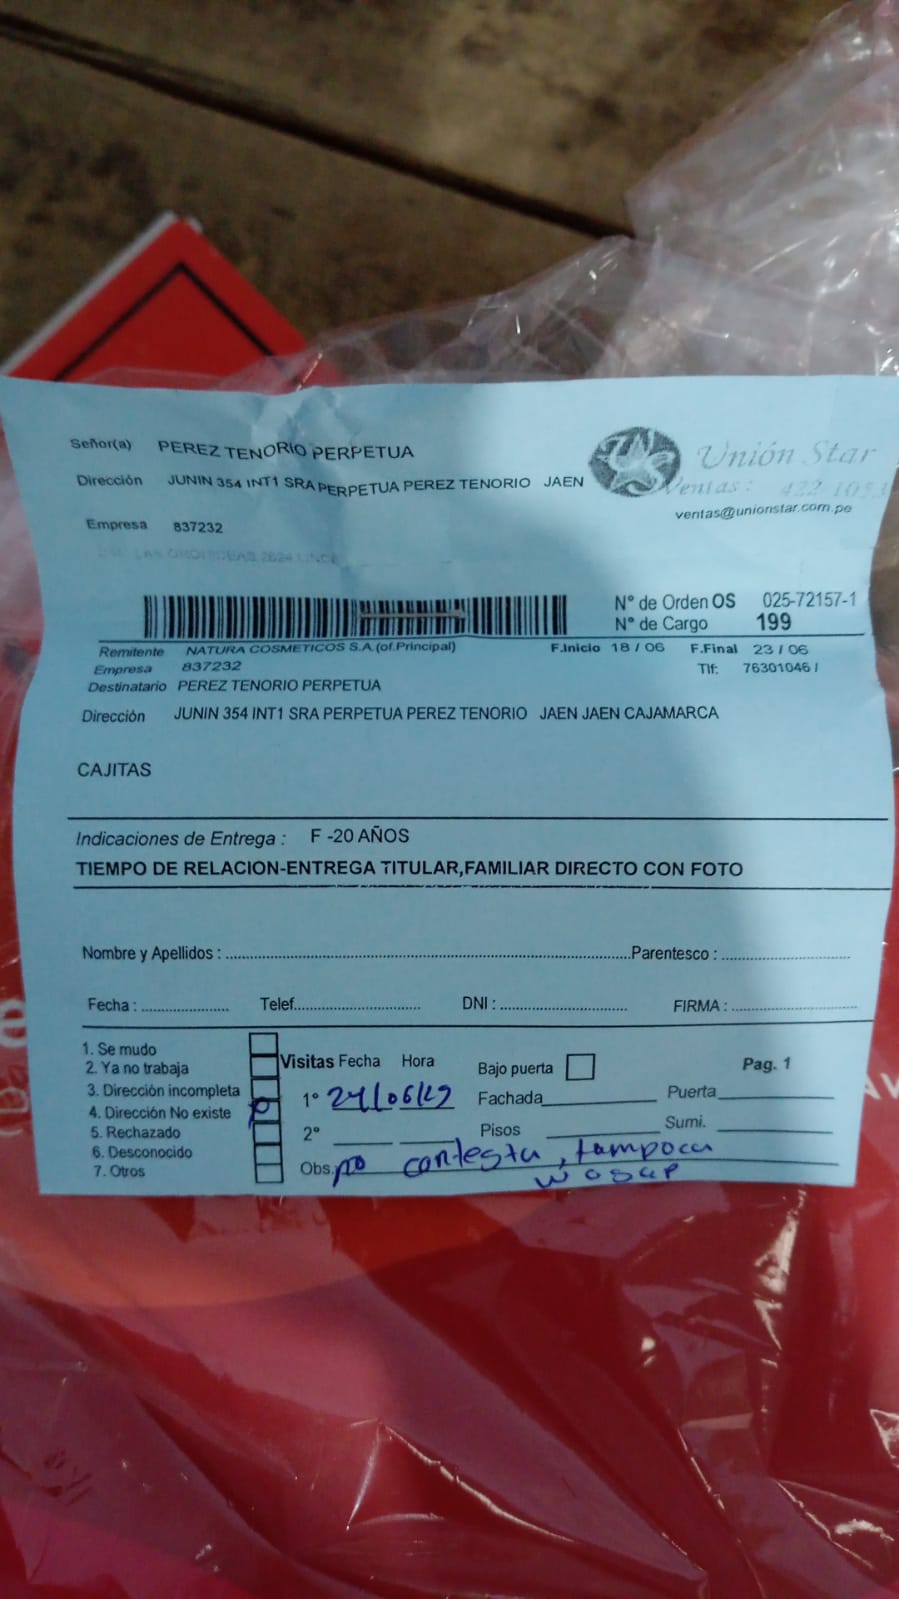 Señor(a) PEREZ TENORIO PERPETUA
Dirección JUNIN 354 INT1 SRA PERPETUA PEREZ TENORIO JAEN
Empresa 837232
Unión Star
Ventas: 422-1053
ventas@unionstar.com.pe
N° de Orden OS 025-72157-1
N° de Cargo 199
Remitente NATURA COSMETICOS S.A.(of.Principal) F.Inicio 18 / 06 F.Final 23 / 06
Empresa 837232 Tlf: 76301046 /
Destinatario PEREZ TENORIO PERPETUA
Dirección JUNIN 354 INT1 SRA PERPETUA PEREZ TENORIO JAEN JAEN CAJAMARCA
CAJITAS
Indicaciones de Entrega : F -20 AÑOS
TIEMPO DE RELACION-ENTREGA TITULAR,FAMILIAR DIRECTO CON FOTO
Nombre y Apellidos : Parentesco :
Fecha : Telef. DNI : FIRMA :
1. Se mudo
2. Ya no trabaja
3. Dirección incompleta
4. Dirección No existe
5. Rechazado
6. Desconocido
7. Otros
Visitas Fecha Hora Bajo puerta Pag. 1
1° Fachada Puerta
2° Pisos Sumi.
Obs. no contesta, tampoca
wasap